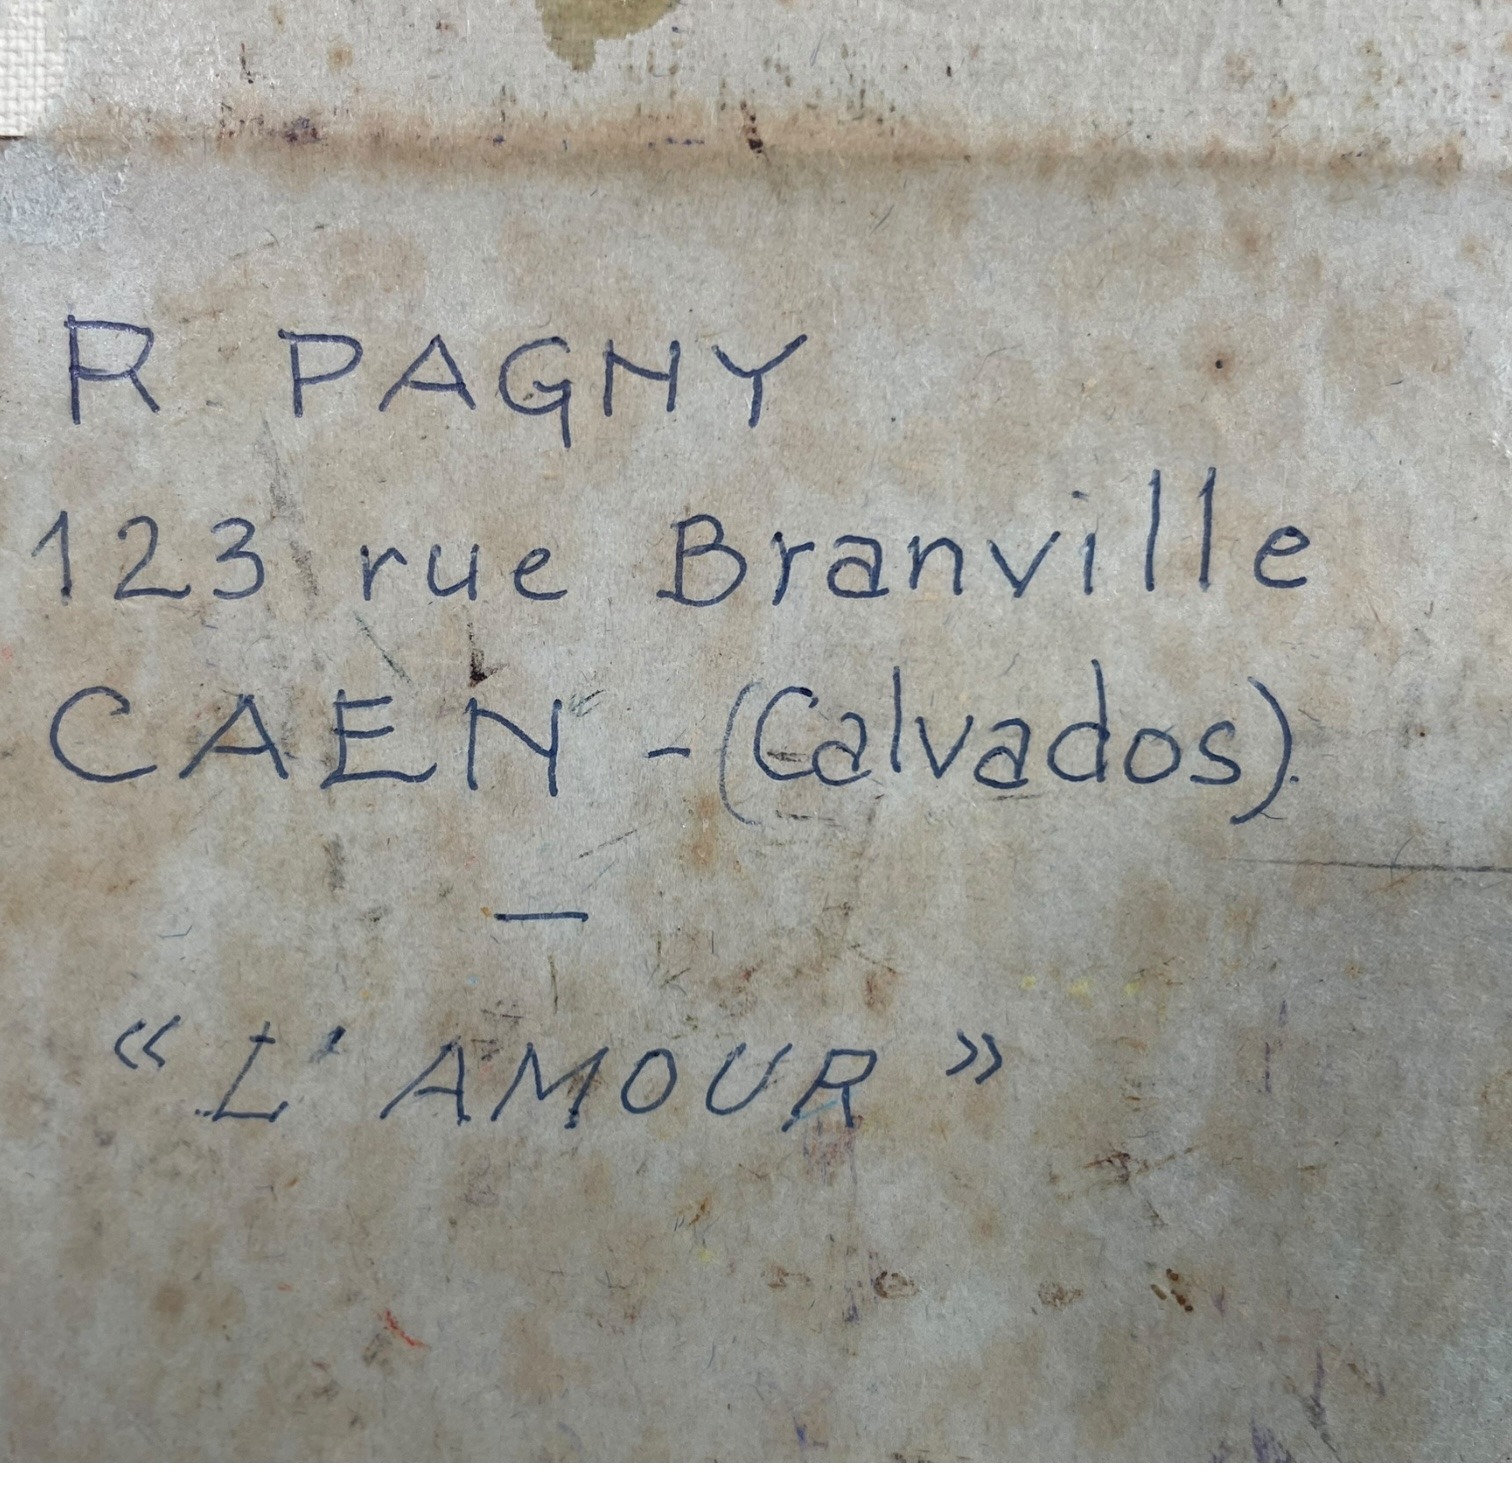 R PAGNY
123 rue Branville
CAEN - (Calvados).
—
« L'AMOUR »